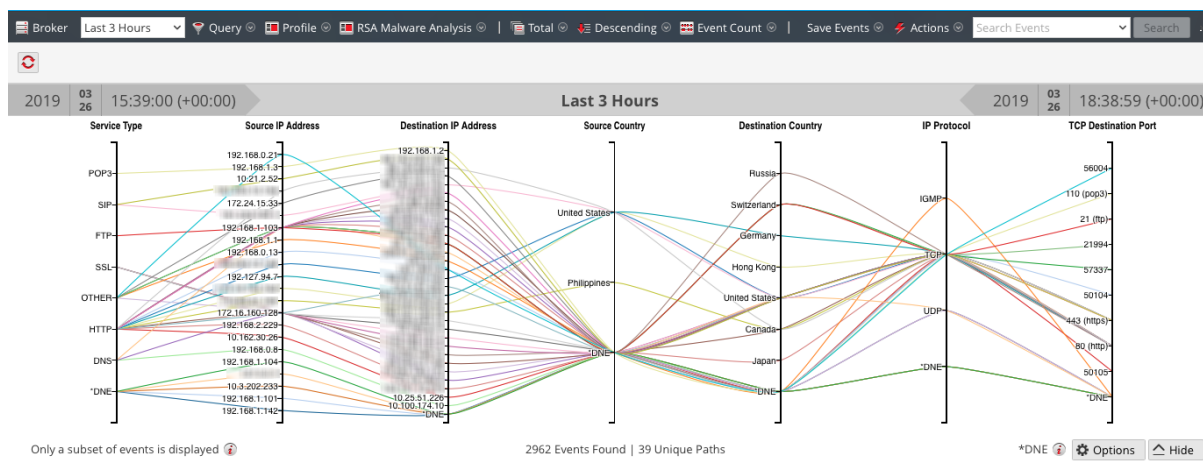 Broker Last 3 Hours Query Profile RSA Malware Analysis | Total Descending Event Count | Save Events Actions Search Events Search
2019 03 26 15:39:00 (+00:00) Last 3 Hours 2019 03 26 18:38:59 (+00:00)
Service Type Source IP Address Destination IP Address Source Country Destination Country IP Protocol TCP Destination Port
POP3
SIP
FTP
SSL
OTHER
HTTP
DNS
*DNE
192.168.0.21
192.168.1.3
10.21.2.52
172.24.15.33
192.168.1.103
192.168.1.1
192.168.0.13
192.127.94.7
172.16.160.128
192.168.2.229
10.162.30.26
192.168.0.8
192.168.1.104
10.3.202.233
192.168.1.101
192.168.1.142
192.168.1.2
10.25.51.226
10.100.174.10
*DNE
United States
Philippines
*DNE
Russia
Switzerland
Germany
Hong Kong
United States
Canada
Japan
*DNE
IGMP
TCP
UDP
*DNE
56004
110 (pop3)
21 (ftp)
21994
57337
50104
443 (https)
80 (http)
50105
*DNE
Only a subset of events is displayed 2962 Events Found | 39 Unique Paths *DNE Options Hide